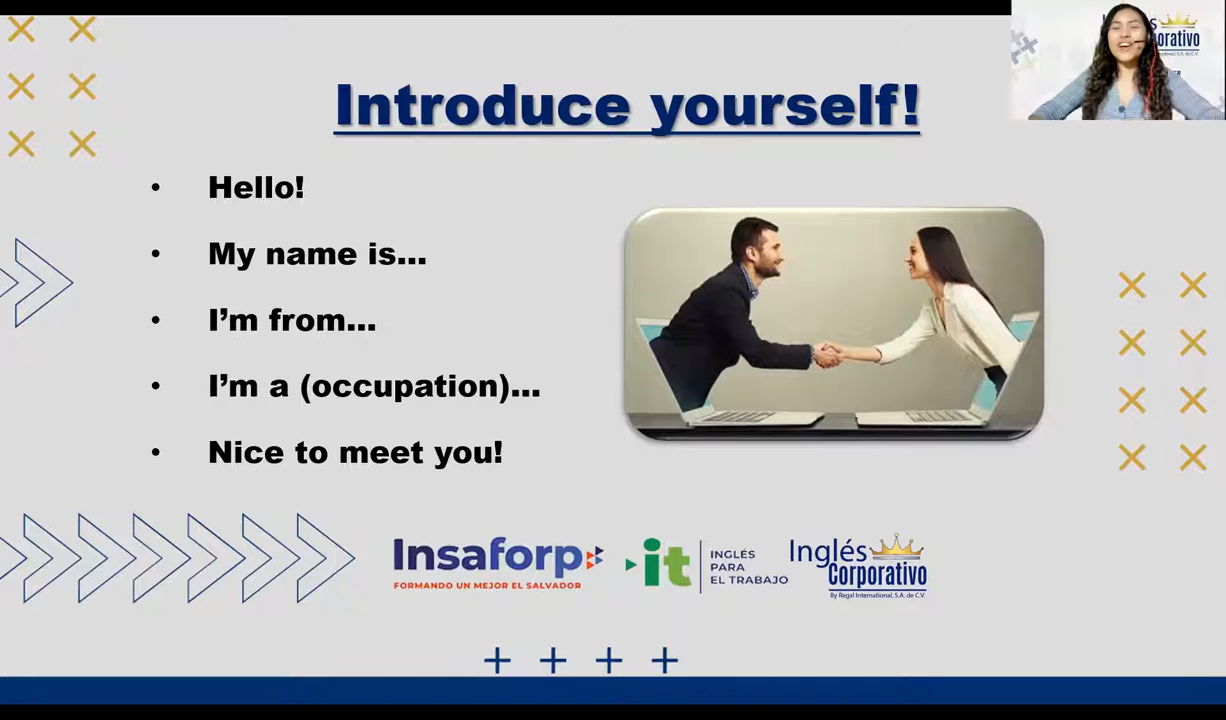 Introduce yourself!
• Hello!
• My name is...
• I'm from...
• I'm a (occupation)...
• Nice to meet you!
Insaforp
FORMANDO UN MEJOR EL SALVADOR
it
INGLÉS
PARA
EL TRABAJO
Inglés
Corporativo
By Regal International, S.A. de C.V.